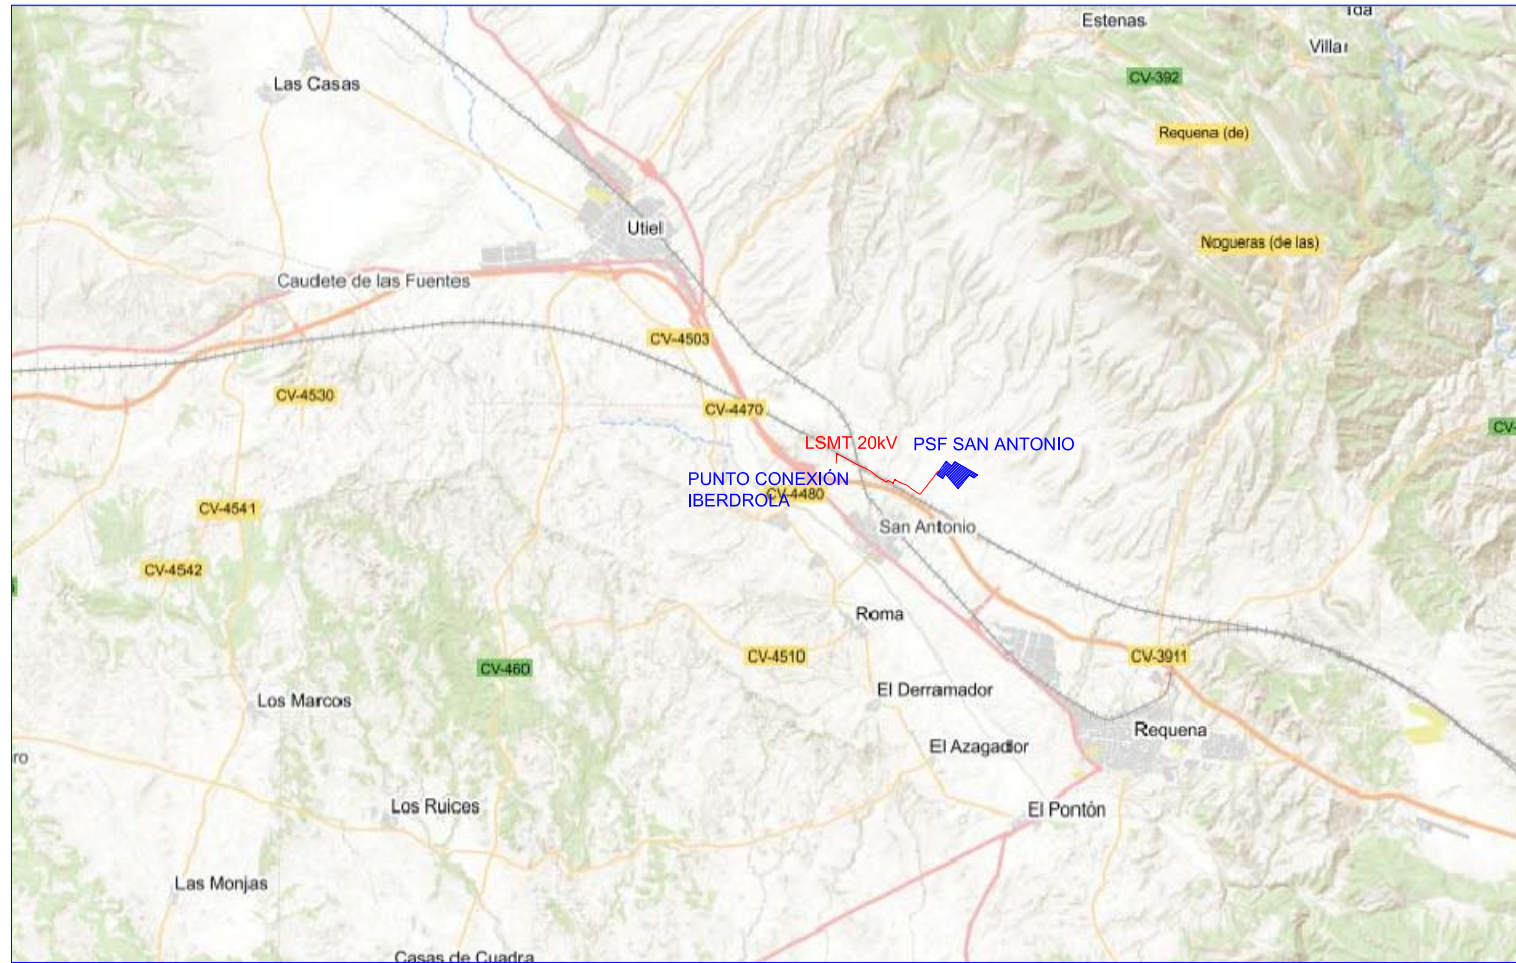 Estenas
Villar
Las Casas
CV-392
Requena (de)
Utiel
Nogueras (de las)
Caudete de las Fuentes
CV-4503
CV-4530
CV-4470
LSMT 20kV
PSF SAN ANTONIO
PUNTO CONEXIÓN
IBERDROLA
CV-4480
CV-4541
San Antonio
CV-4542
Roma
CV-4510
CV-3911
CV-460
El Derramador
Los Marcos
Requena
El Azagador
Los Ruices
El Pontón
Las Monjas
Casas de Cuadra